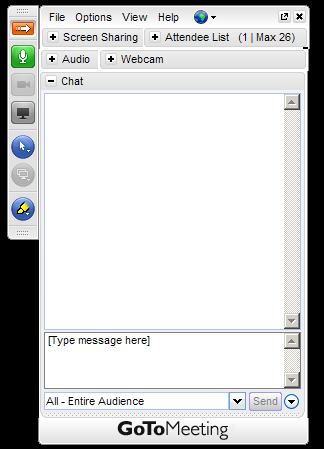 File Options View Help
Screen Sharing Attendee List (1 | Max 26)
Audio Webcam
Chat
[Type message here]
All - Entire Audience Send
GoToMeeting